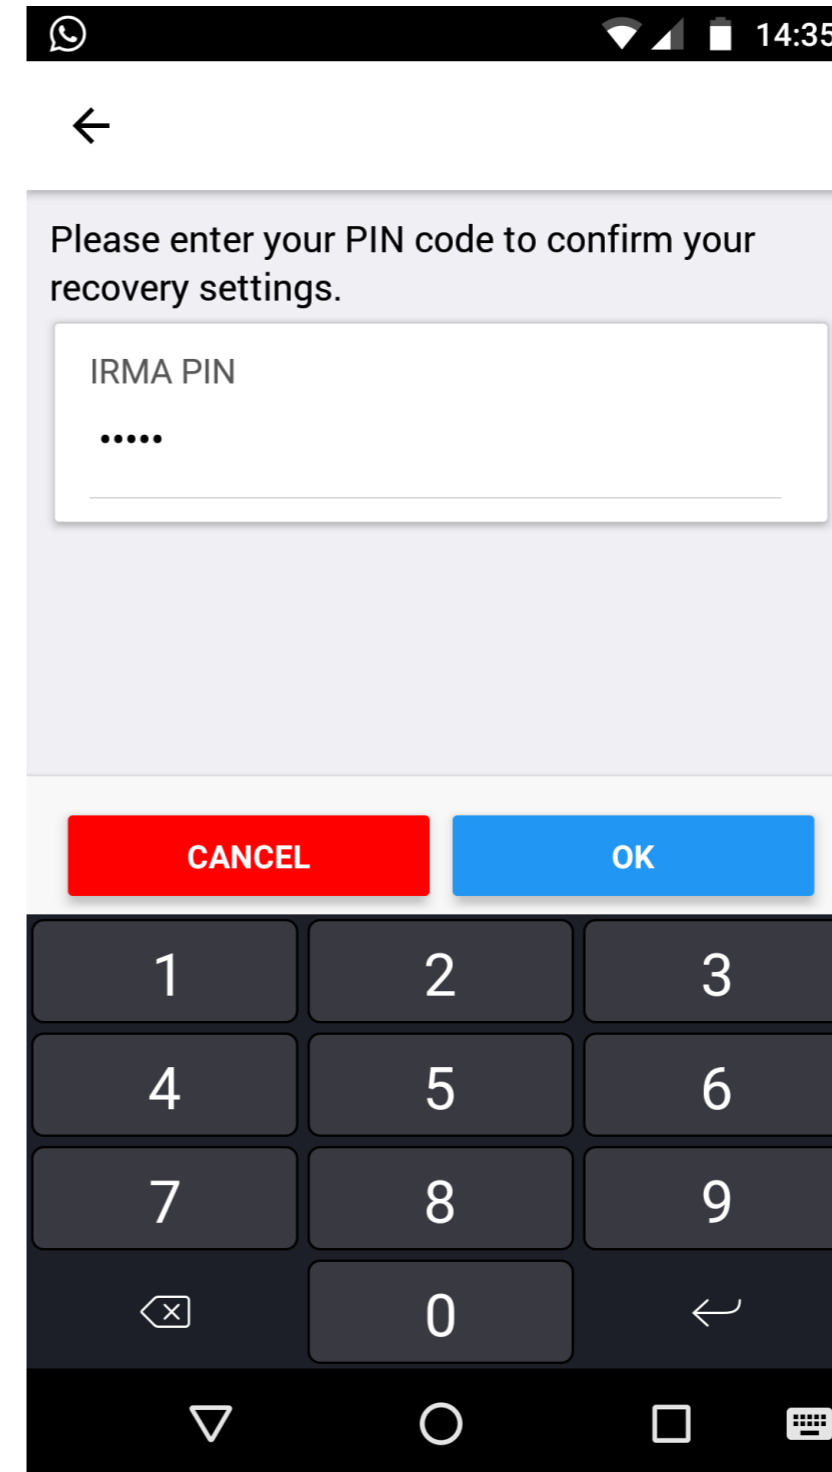 14:35
Please enter your PIN code to confirm your
recovery settings.
IRMA PIN
•••••
CANCEL OK
1 2 3
4 5 6
7 8 9
0